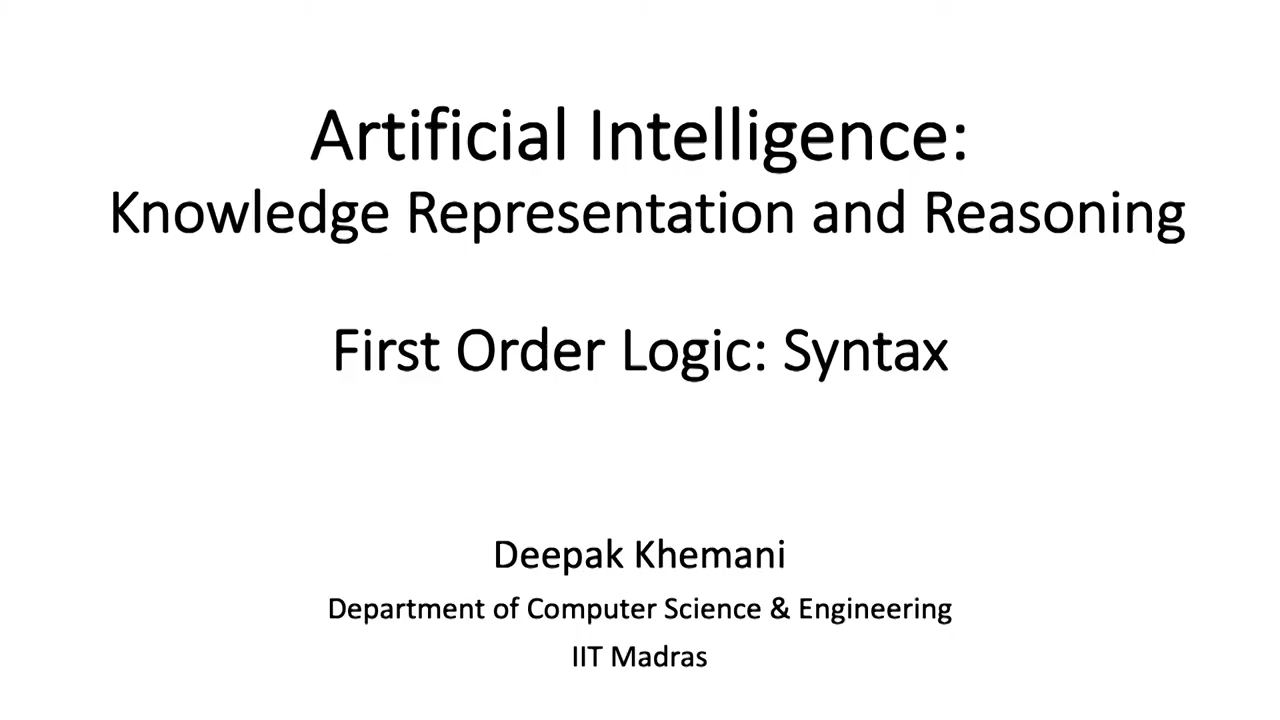 Artificial Intelligence:
Knowledge Representation and Reasoning
First Order Logic: Syntax
Deepak Khemani
Department of Computer Science & Engineering
IIT Madras